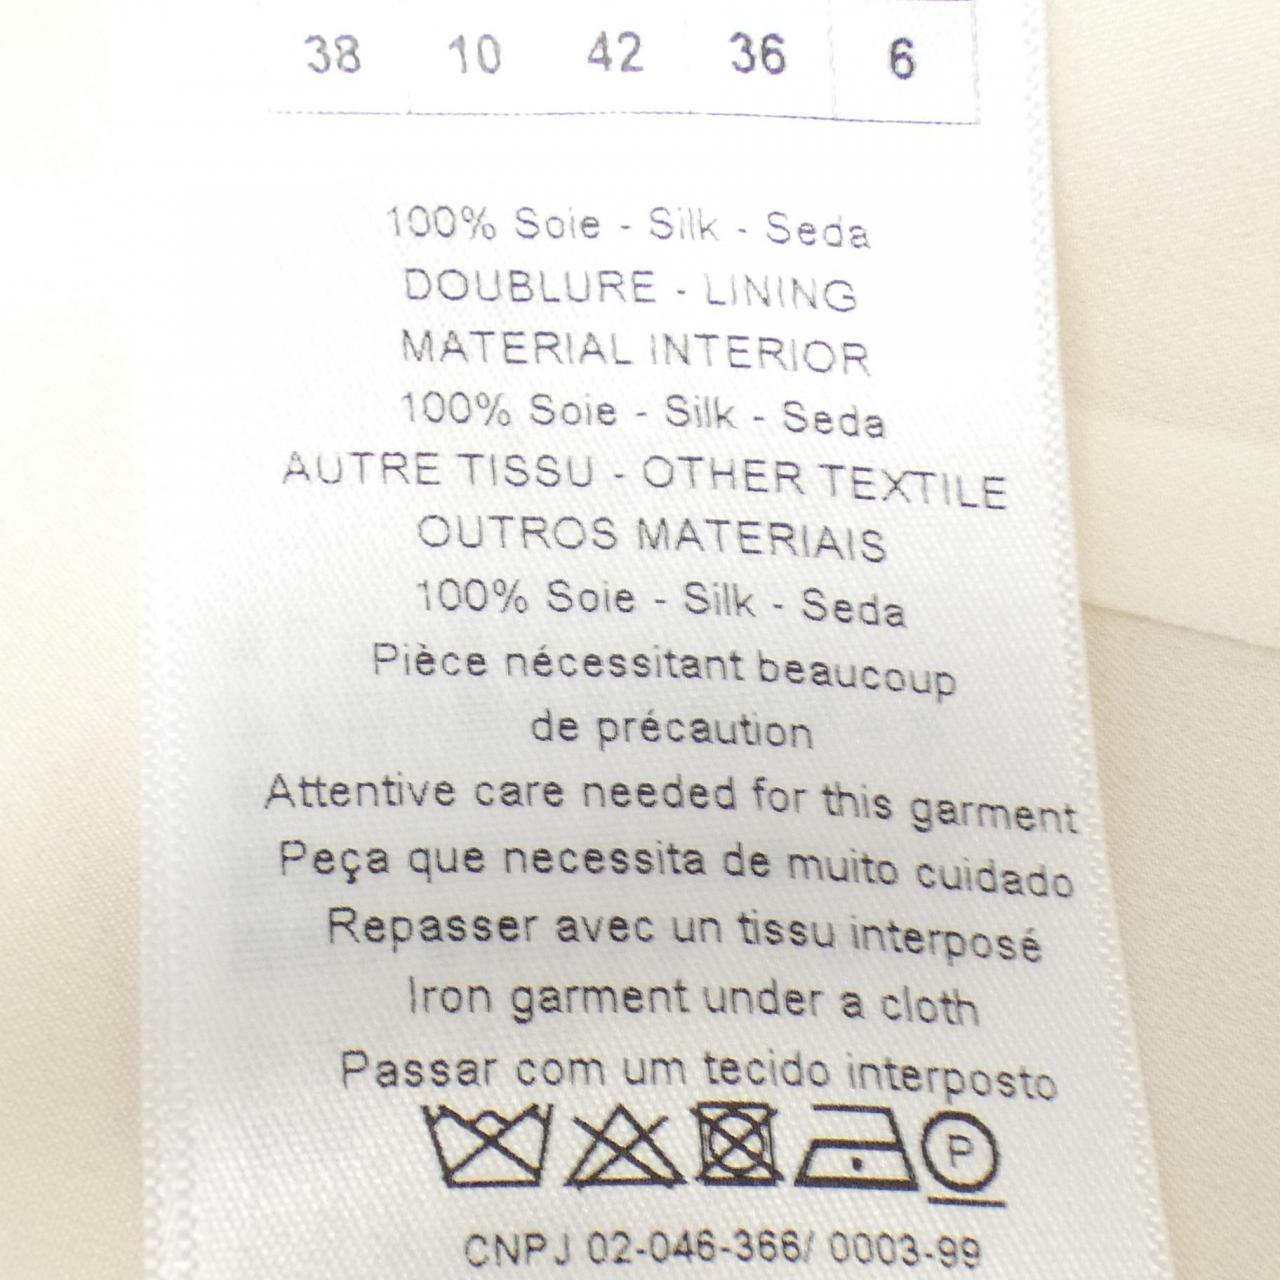 38 10 42 36 6
100% Soie - Silk - Seda
DOUBLURE - LINING
MATERIAL INTERIOR
100% Soie - Silk - Seda
AUTRE TISSU - OTHER TEXTILE
OUTROS MATERIAIS
100% Soie - Silk - Seda
Pièce nécessitant beaucoup
de précaution
Attentive care needed for this garment
Peça que necessita de muito cuidado
Repasser avec un tissu interposé
Iron garment under a cloth
Passar com um tecido interposto
P
CNPJ 02-046-366/ 0003-99